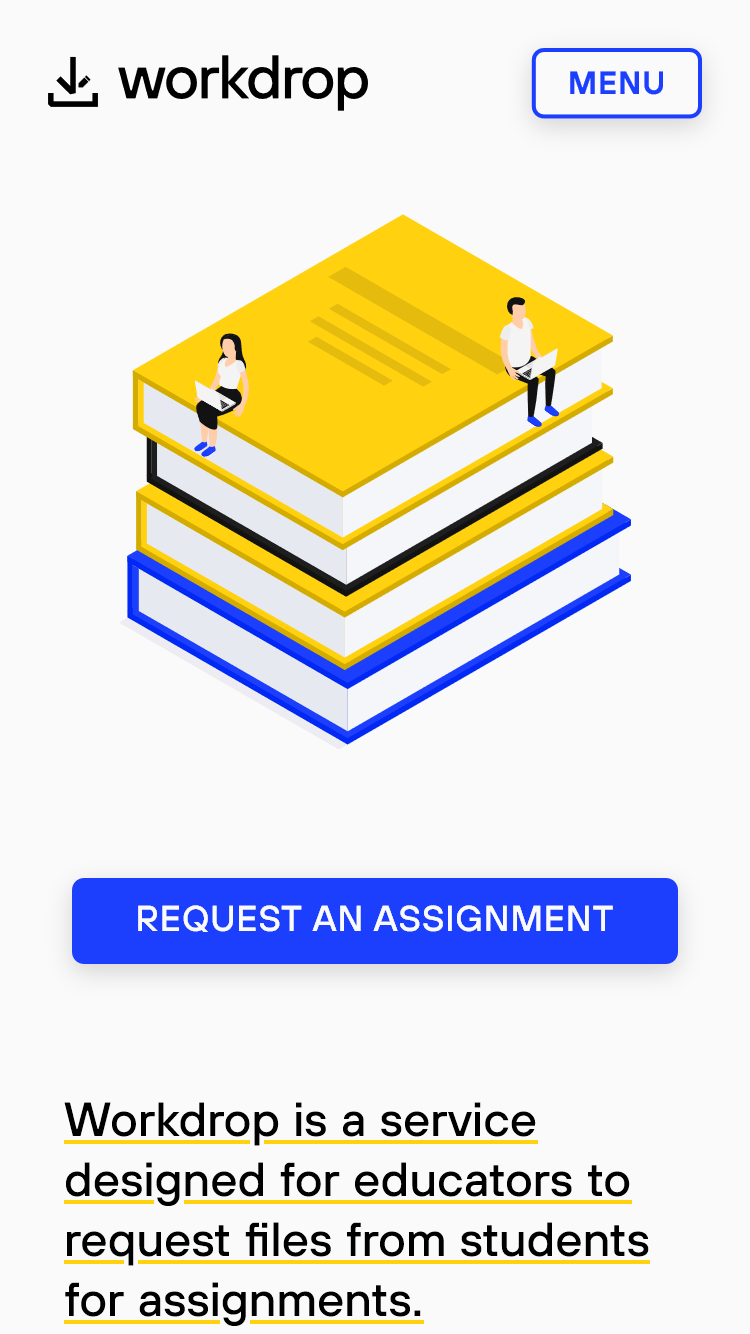 workdrop
MENU
REQUEST AN ASSIGNMENT
Workdrop is a service
designed for educators to
request files from students
for assignments.